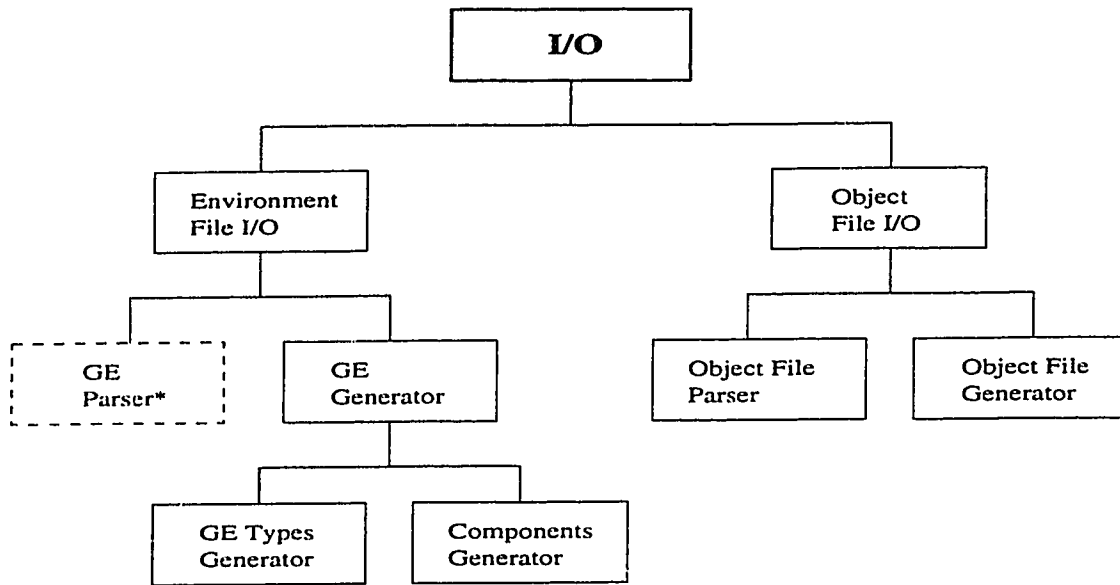 I/O
Environment
File I/O
Object
File I/O
GE
Parser*
GE
Generator
Object File
Parser
Object File
Generator
GE Types
Generator
Components
Generator